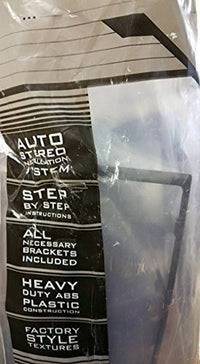 AUTO
STEREO
INSTALLATION
SYSTEM
STEP
BY STEP
INSTRUCTIONS
ALL
NECESSARY
BRACKETS
INCLUDED
HEAVY
DUTY ABS
PLASTIC
CONSTRUCTION
FACTORY
STYLE
TEXTURES